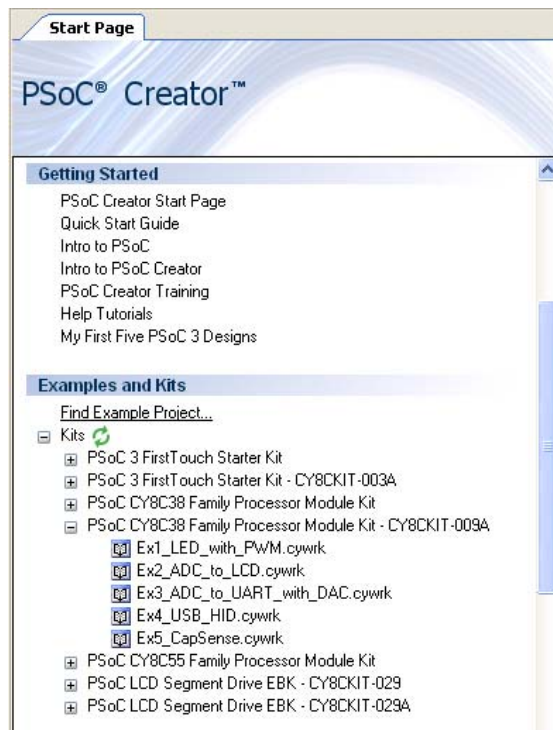 Start Page
PSoC® Creator™
Getting Started
PSoC Creator Start Page
Quick Start Guide
Intro to PSoC
Intro to PSoC Creator
PSoC Creator Training
Help Tutorials
My First Five PSoC 3 Designs
Examples and Kits
Find Example Project...
Kits
PSoC 3 FirstTouch Starter Kit
PSoC 3 FirstTouch Starter Kit - CY8CKIT-003A
PSoC CY8C38 Family Processor Module Kit
PSoC CY8C38 Family Processor Module Kit - CY8CKIT-009A
Ex1_LED_with_PWM.cywrk
Ex2_ADC_to_LCD.cywrk
Ex3_ADC_to_UART_with_DAC.cywrk
Ex4_USB_HID.cywrk
Ex5_CapSense.cywrk
PSoC CY8C55 Family Processor Module Kit
PSoC LCD Segment Drive EBK - CY8CKIT-029
PSoC LCD Segment Drive EBK - CY8CKIT-029A